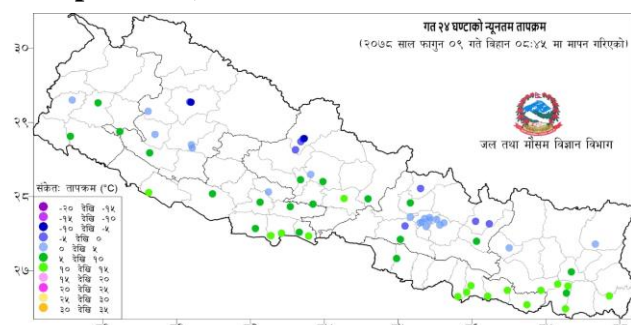 गत २४ घण्टाको न्यूनतम तापक्रम
(२०७८ साल फागुन ०९ गते बिहान ०८:४५ मा मापन गरिएको)
३०
२९
जल तथा मौसम विज्ञान विभाग
२८
संकेत: तापक्रम (°C)
-२० देखि -१५
-१५ देखि -१०
-१० देखि -५
-५ देखि ०
० देखि ५
५ देखि १०
१० देखि १५
१५ देखि २०
२० देखि २५
२५ देखि ३०
३० देखि ३५
२७